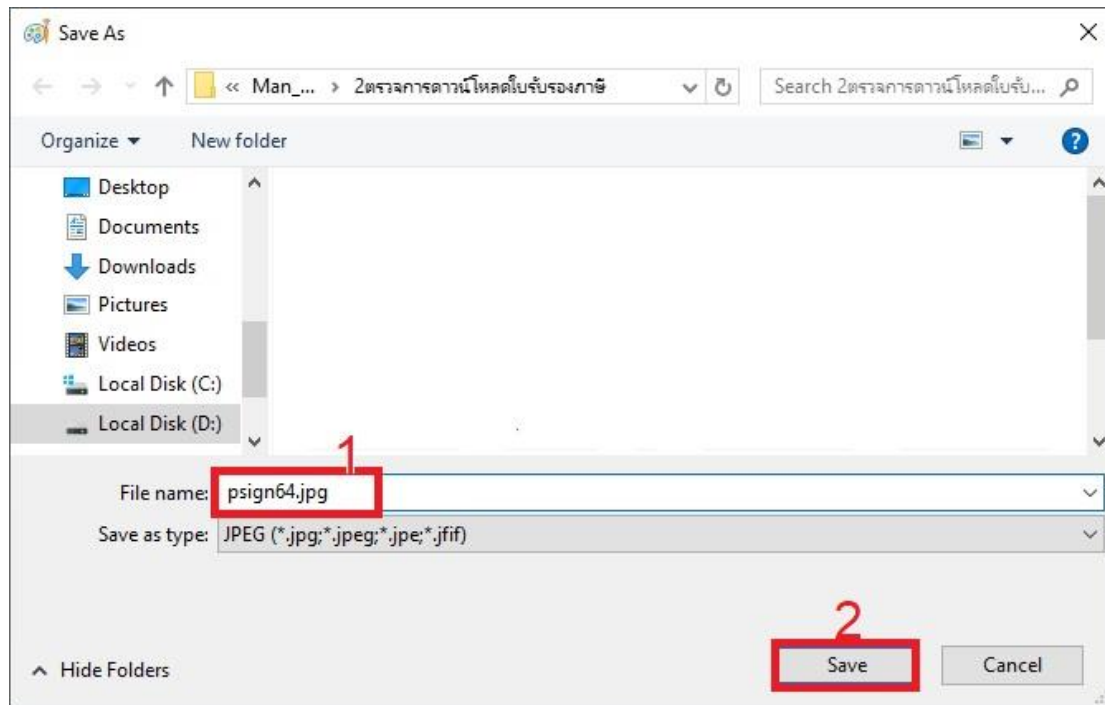 Save As
« Man_... > 2ตรวจการดาวน์โหลดใบรับรองภาษี
Search 2ตรวจการดาวน์โหลดใบรับ...
Organize
New folder
Desktop
Documents
Downloads
Pictures
Videos
Local Disk (C:)
Local Disk (D:)
1
File name: psign64.jpg
Save as type: JPEG (*.jpg;*.jpeg;*.jpe;*.jfif)
2
Hide Folders
Save
Cancel